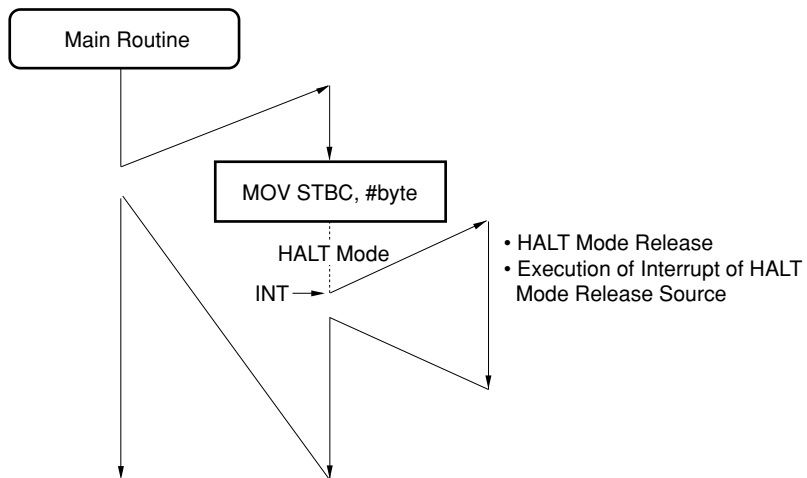 Main Routine
MOV STBC, #byte
HALT Mode
INT
• HALT Mode Release
• Execution of Interrupt of HALT
Mode Release Source